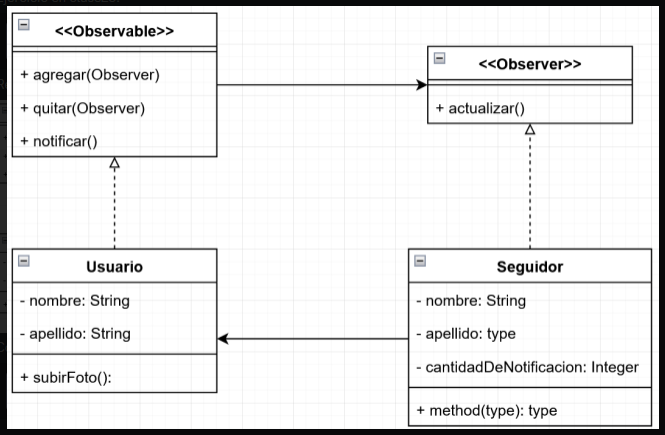 <<Observable>>
+ agregar(Observer)
+ quitar(Observer)
+ notificar()
<<Observer>>
+ actualizar()
Usuario
- nombre: String
- apellido: String
+ subirFoto():
Seguidor
- nombre: String
- apellido: type
- cantidadDeNotificacion: Integer
+ method(type): type